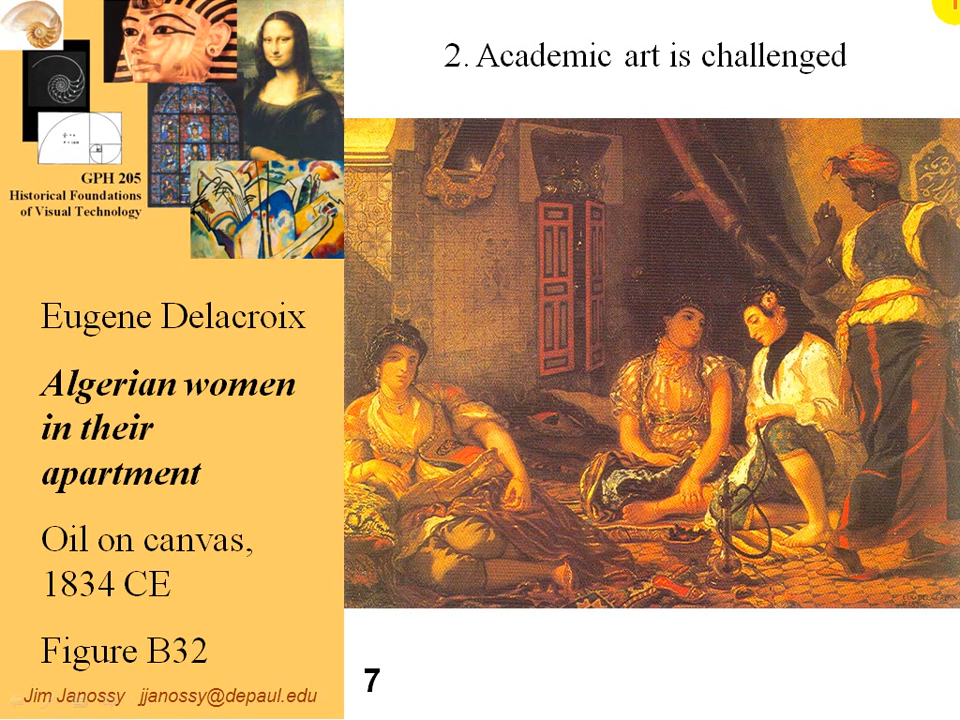 GPH 205
Historical Foundations
of Visual Technology
Eugene Delacroix
Algerian women
in their
apartment
Oil on canvas,
1834 CE
Figure B32
Jim Janossy jjanossy@depaul.edu
2. Academic art is challenged
7